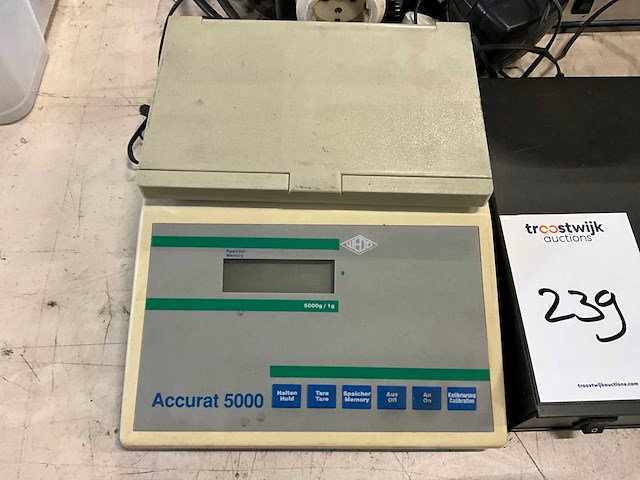 Speicher
Memory
WEDO
g
5000g / 1g
Accurat 5000
Halten
Hold
Tara
Tare
Speicher
Memory
Aus
Off
An
On
Kalibrierung
Calibration
troostwijk
auctions
239
troostwijkauctions.com